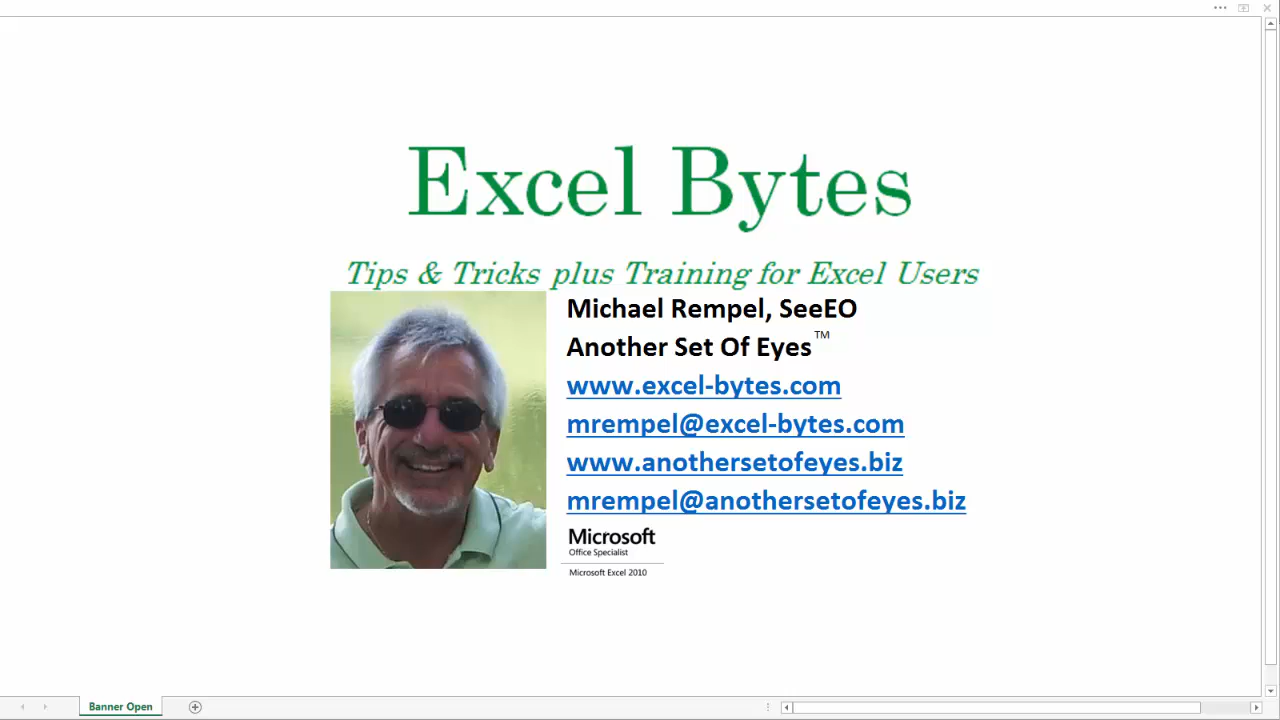 Excel Bytes
Tips & Tricks plus Training for Excel Users
Michael Rempel, SeeEO
Another Set Of Eyes™
www.excel-bytes.com
mrempel@excel-bytes.com
www.anothersetofeyes.biz
mrempel@anothersetofeyes.biz
Microsoft
Office Specialist
Microsoft Excel 2010
Banner Open